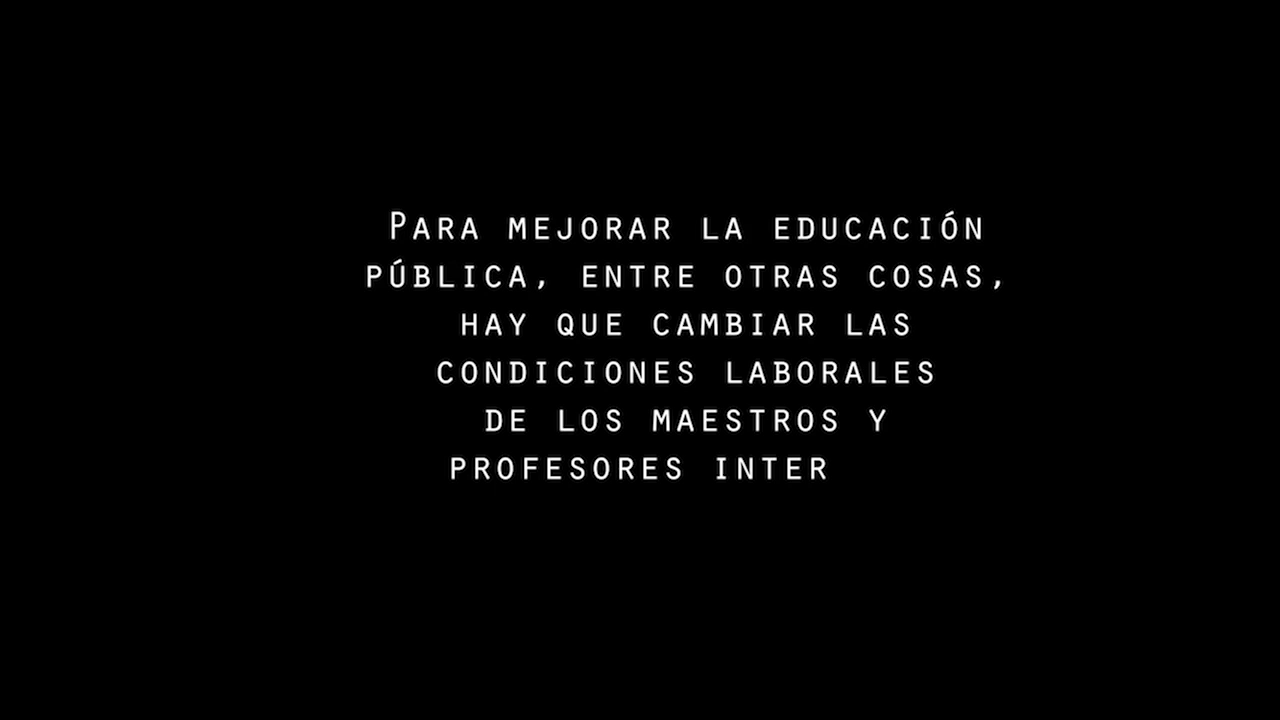 Para mejorar la educación
pública, entre otras cosas,
hay que cambiar las
condiciones laborales
de los maestros y
profesores inter